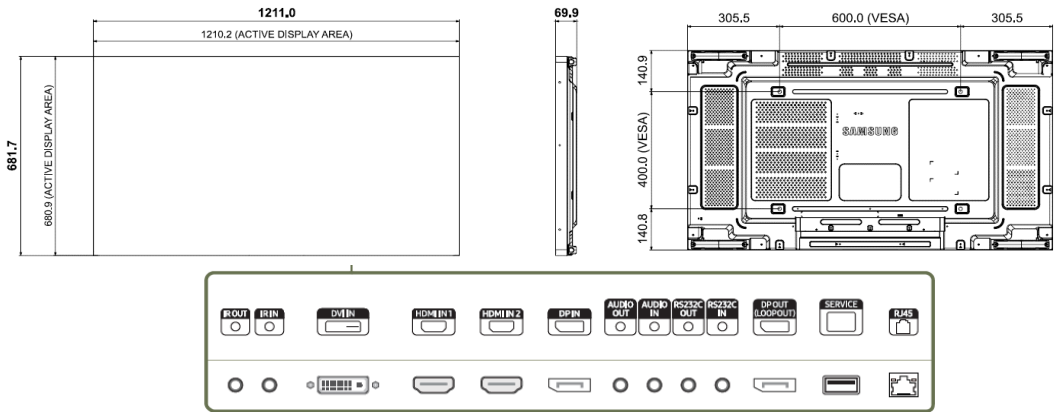 1211.0
1210.2 (ACTIVE DISPLAY AREA)
681.7
680.9 (ACTIVE DISPLAY AREA)
69.9
305.5
600.0 (VESA)
305.5
140.9
400.0 (VESA)
140.8
SAMSUNG
IR OUT
IR IN
DVI IN
HDMI IN 1
HDMI IN 2
DP IN
AUDIO
OUT
AUDIO
IN
RS232C
OUT
RS232C
IN
DP OUT
(LOOPOUT)
SERVICE
RJ45